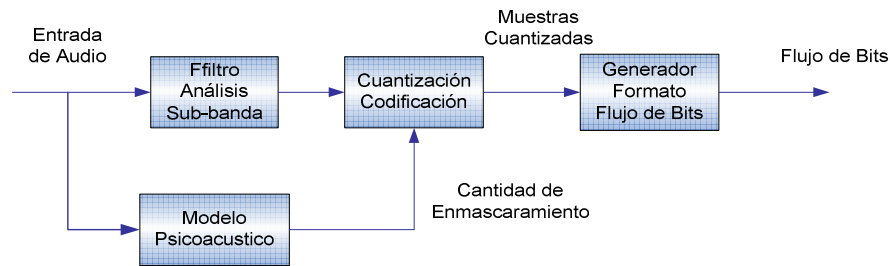 Entrada
de Audio
Ffiltro
Análisis
Sub-banda
Cuantización
Codificación
Muestras
Cuantizadas
Generador
Formato
Flujo de Bits
Flujo de Bits
Modelo
Psicoacustico
Cantidad de
Enmascaramiento